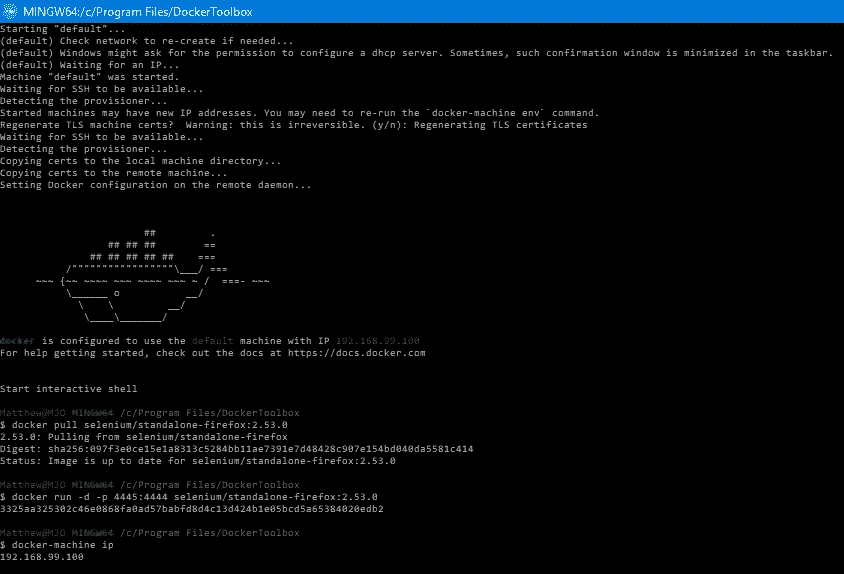 MINGW64:/c/Program Files/DockerToolbox
Starting "default"...
(default) Check network to re-create if needed...
(default) Windows might ask for the permission to configure a dhcp server. Sometimes, such confirmation window is minimized in the taskbar.
(default) Waiting for an IP...
Machine "default" was started.
Waiting for SSH to be available...
Detecting the provisioner...
Started machines may have new IP addresses. You may need to re-run the `docker-machine env` command.
Regenerate TLS machine certs?  Warning: this is irreversible. (y/n): Regenerating TLS certificates
Waiting for SSH to be available...
Detecting the provisioner...
Copying certs to the local machine directory...
Copying certs to the remote machine...
Setting Docker configuration on the remote daemon...
                        ##         .
                  ## ## ##        ==
               ## ## ## ## ##    ===
           /"""""""""""""""""\___/ ===
      ~~~ {~~ ~~~~ ~~~ ~~~~ ~~~ ~ /  ===- ~~~
           \______ o           __/
             \    \         __/
              \____\_______/
docker is configured to use the default machine with IP 192.168.99.100
For help getting started, check out the docs at https://docs.docker.com
Start interactive shell
Matthew@MJO MINGW64 /c/Program Files/DockerToolbox
$ docker pull selenium/standalone-firefox:2.53.0
2.53.0: Pulling from selenium/standalone-firefox
Digest: sha256:097f3e0ce15e1a8313c5284bb11ae7391e7d48428c907e154bd040da5581c414
Status: Image is up to date for selenium/standalone-firefox:2.53.0
Matthew@MJO MINGW64 /c/Program Files/DockerToolbox
$ docker run -d -p 4445:4444 selenium/standalone-firefox:2.53.0
3325aa325302c46e0868fa0ad57babfd8d4c13d424b1e05bcd5a65384020edb2
Matthew@MJO MINGW64 /c/Program Files/DockerToolbox
$ docker-machine ip
192.168.99.100